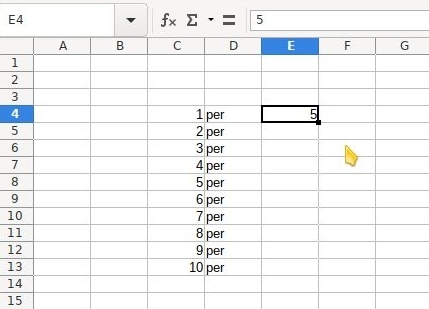 E4 fx Σ = 5
A B C D E F G
1
2
3
4 1 per 5
5 2 per
6 3 per
7 4 per
8 5 per
9 6 per
10 7 per
11 8 per
12 9 per
13 10 per
14
15